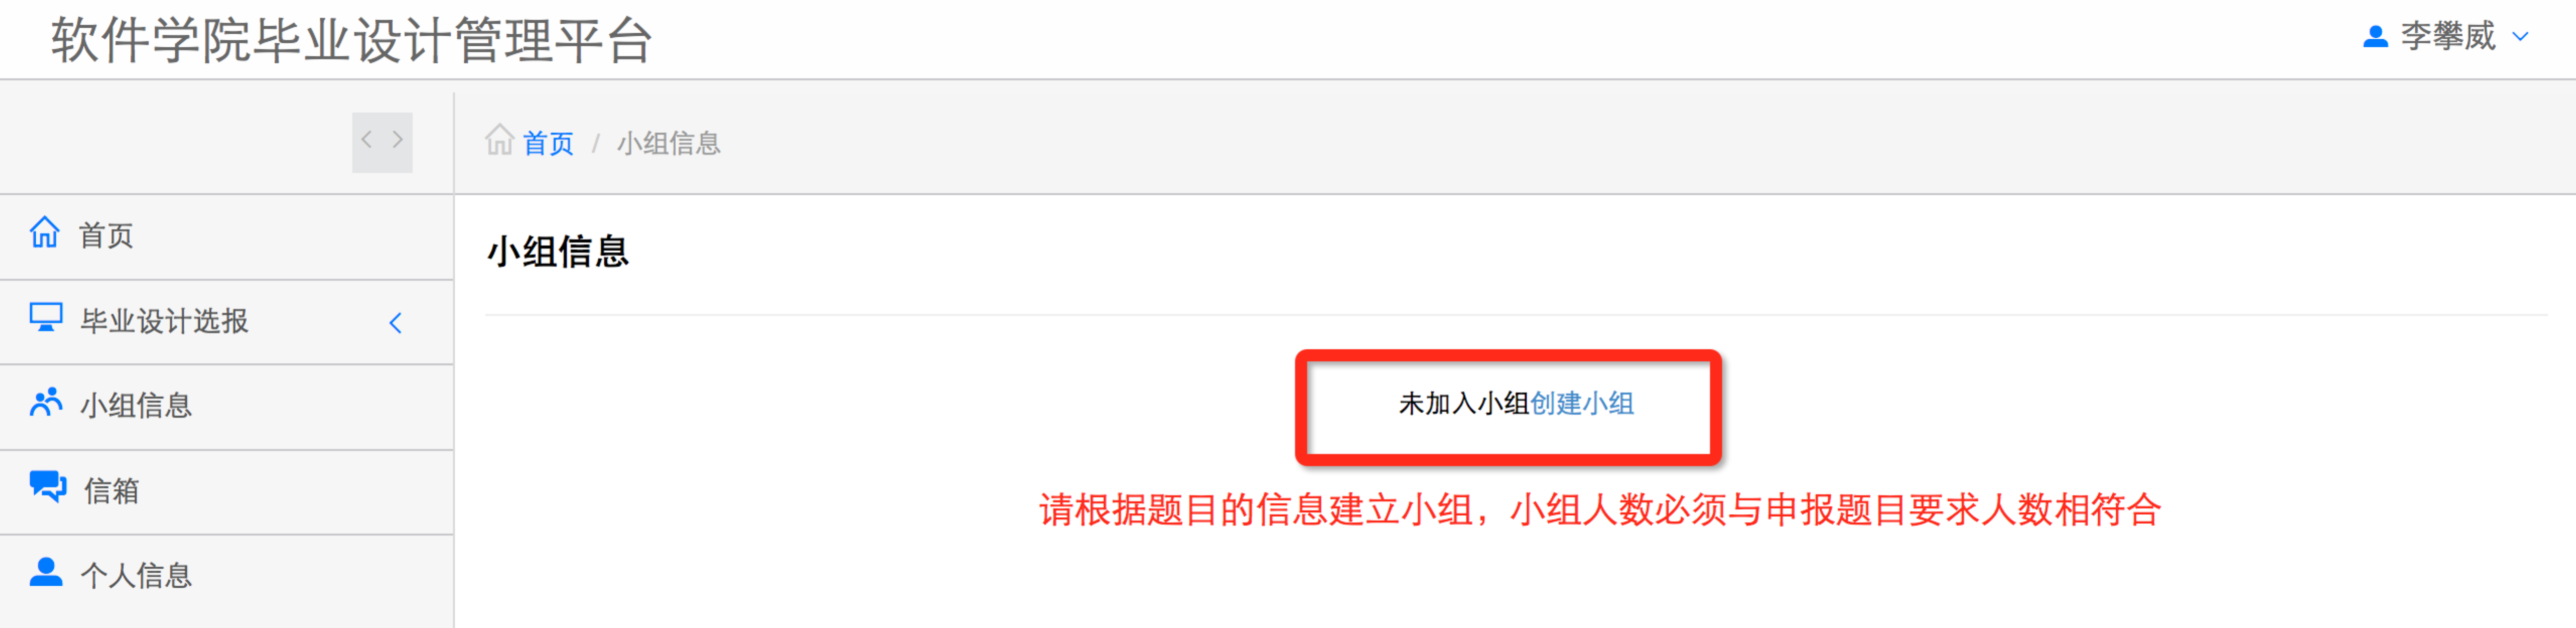 软件学院毕业设计管理平台
李攀威
首页 / 小组信息
首页
毕业设计选报
小组信息
信箱
个人信息
小组信息
未加入小组创建小组
请根据题目的信息建立小组，小组人数必须与申报题目要求人数相符合